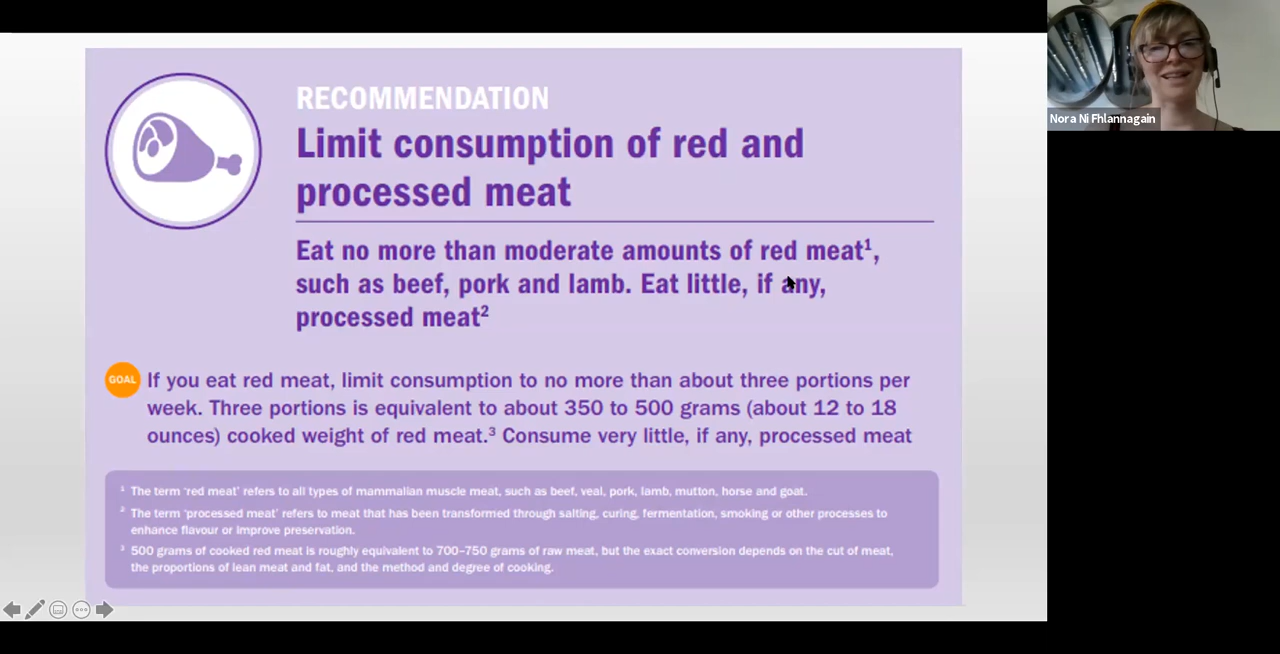 RECOMMENDATION
Limit consumption of red and
processed meat
Eat no more than moderate amounts of red meat¹,
such as beef, pork and lamb. Eat little, if any,
processed meat²
GOAL
If you eat red meat, limit consumption to no more than about three portions per
week. Three portions is equivalent to about 350 to 500 grams (about 12 to 18
ounces) cooked weight of red meat.³ Consume very little, if any, processed meat
¹ The term ‘red meat’ refers to all types of mammalian muscle meat, such as beef, veal, pork, lamb, mutton, horse and goat.
² The term ‘processed meat’ refers to meat that has been transformed through salting, curing, fermentation, smoking or other processes to
enhance flavour or improve preservation.
³ 500 grams of cooked red meat is roughly equivalent to 700–750 grams of raw meat, but the exact conversion depends on the cut of meat,
the proportions of lean meat and fat, and the method and degree of cooking.
Nora Ni Fhlannagain